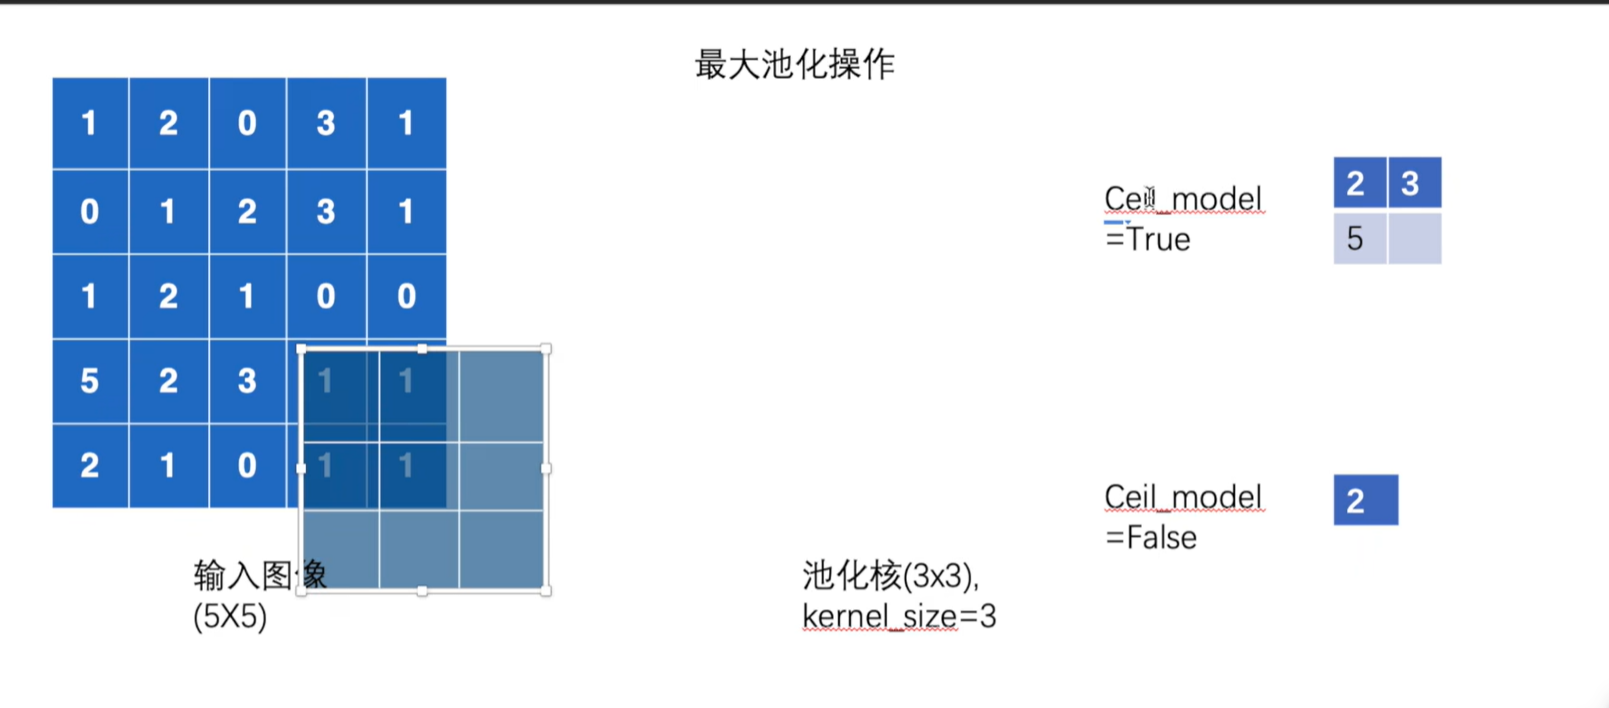 最大池化操作
1 2 0 3 1
0 1 2 3 1
1 2 1 0 0
5 2 3 1 1
2 1 0 1 1
输入图像
(5X5)
池化核(3x3),
kernel_size=3
Ceil_model
=True
2 3
5
Ceil_model
=False
2